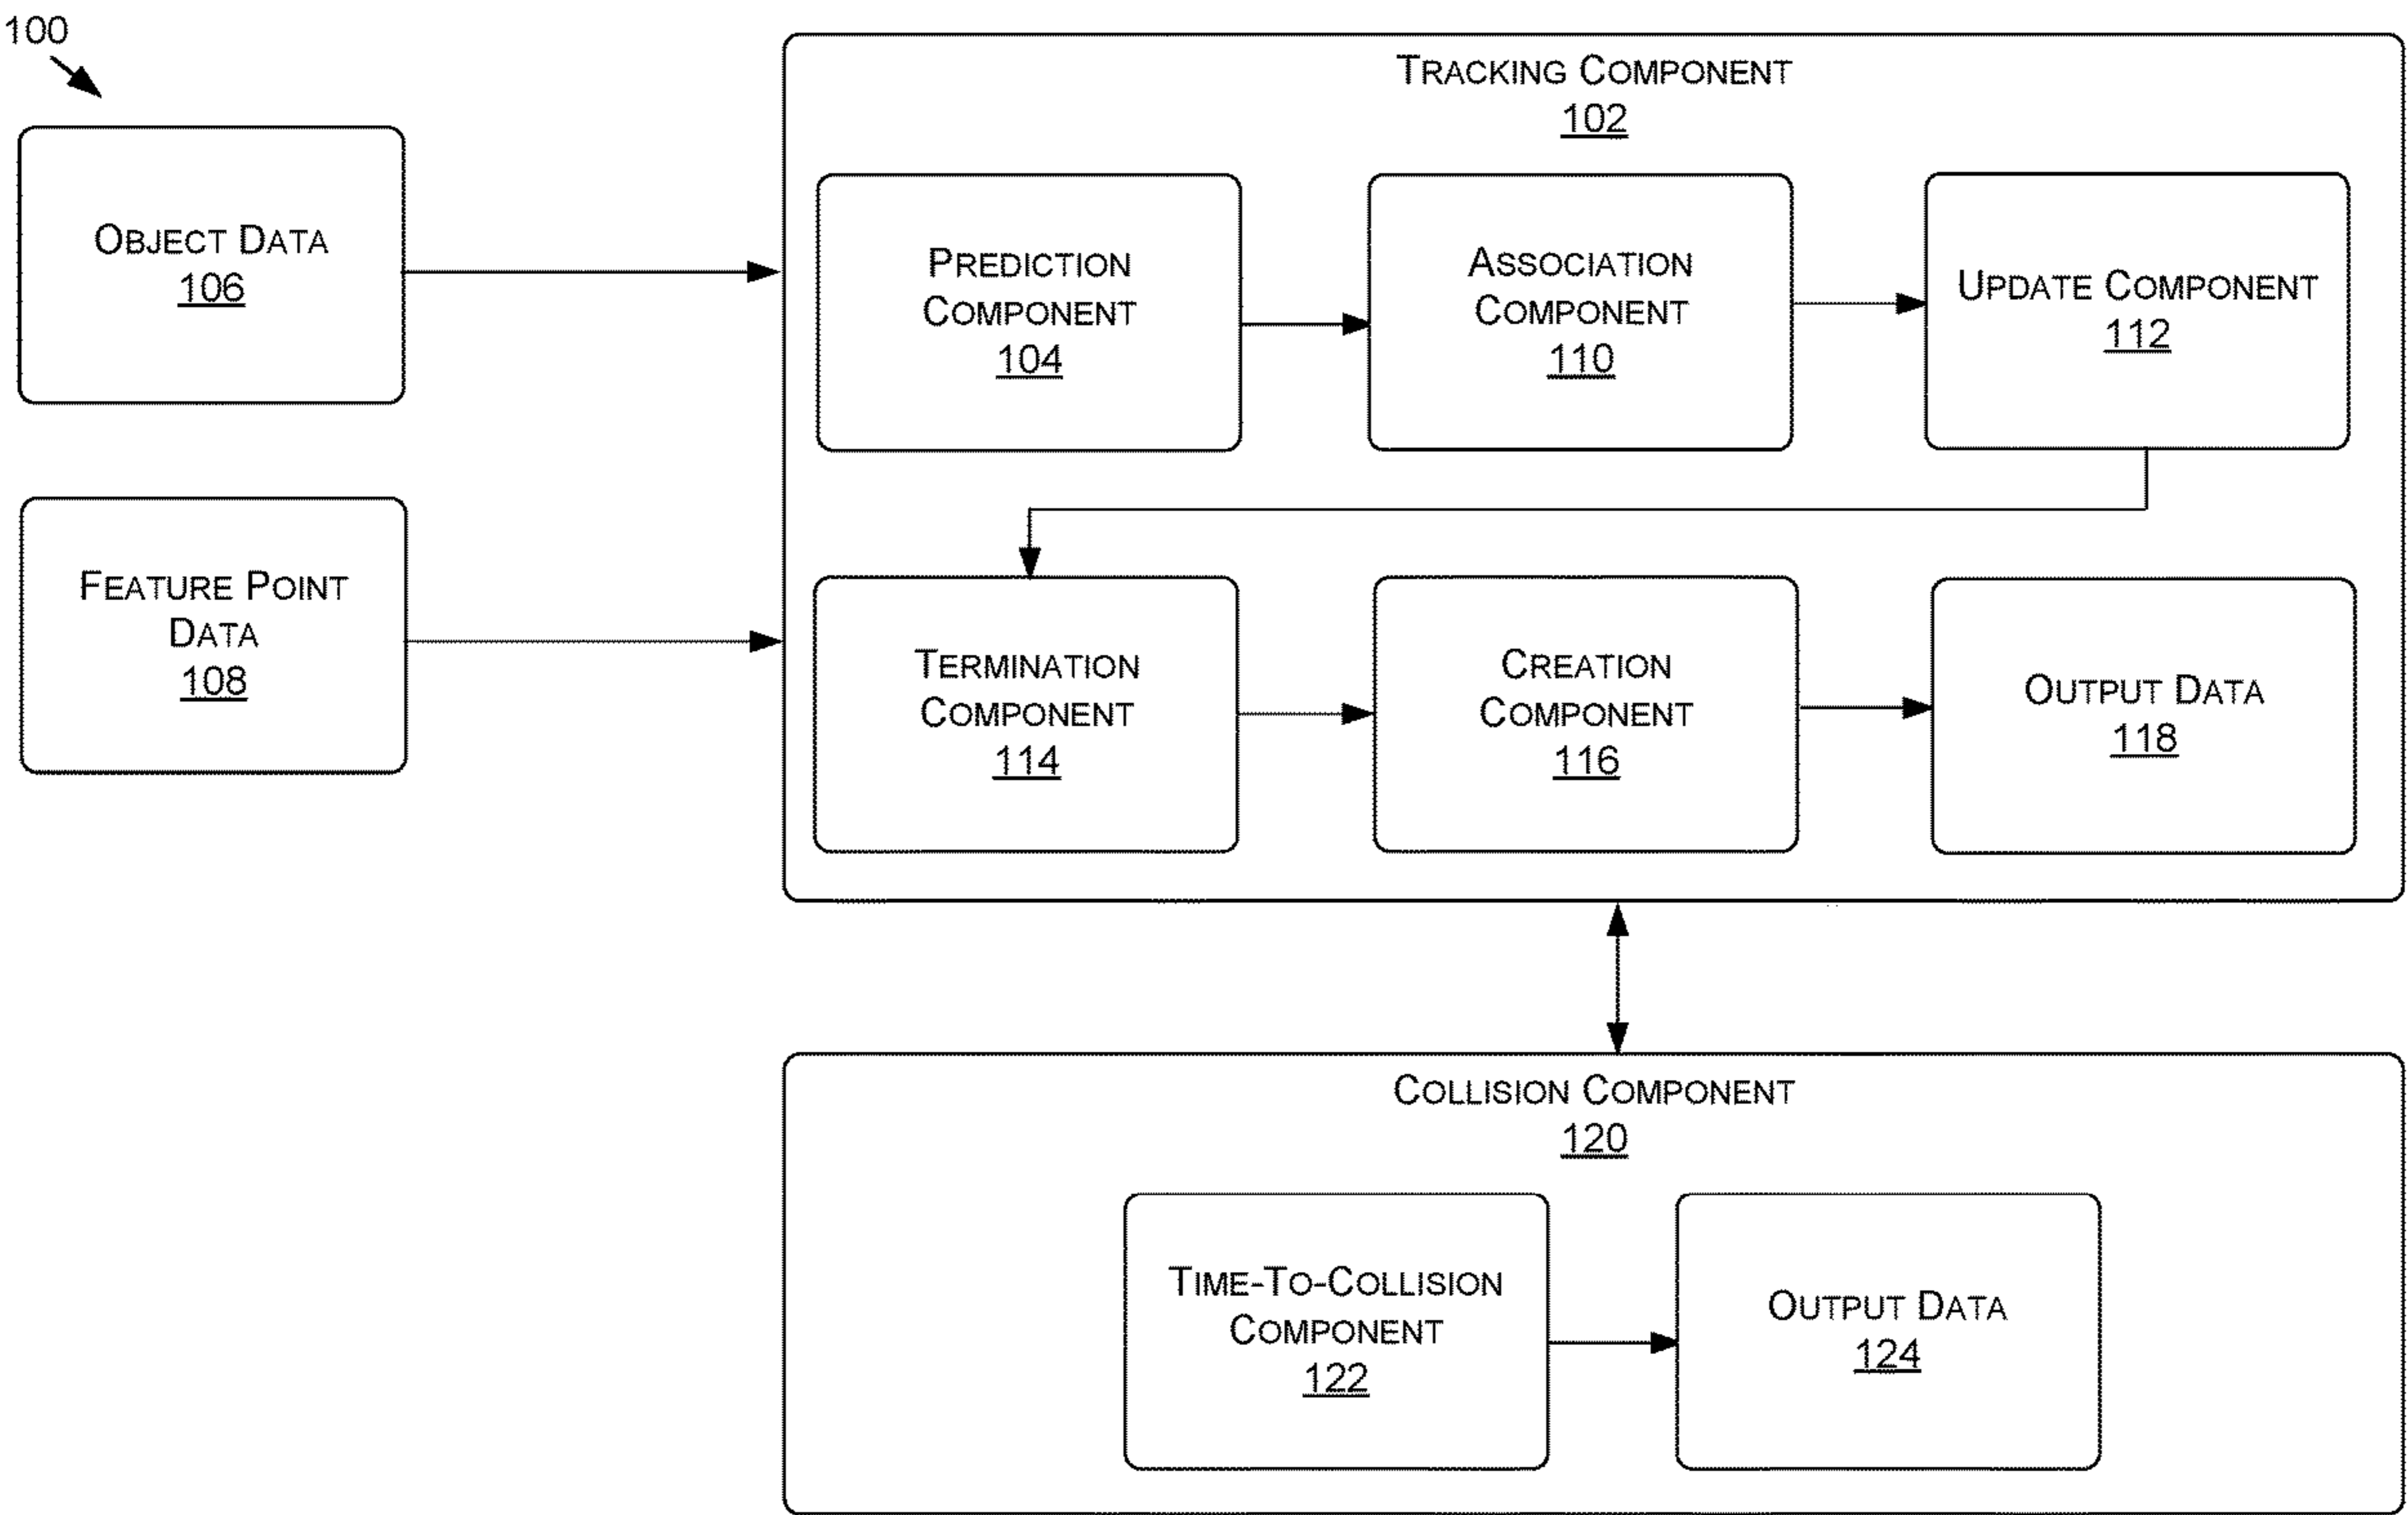 100
TRACKING COMPONENT
102
OBJECT DATA
106
PREDICTION
COMPONENT
104
ASSOCIATION
COMPONENT
110
UPDATE COMPONENT
112
FEATURE POINT
DATA
108
TERMINATION
COMPONENT
114
CREATION
COMPONENT
116
OUTPUT DATA
118
COLLISION COMPONENT
120
TIME-TO-COLLISION
COMPONENT
122
OUTPUT DATA
124